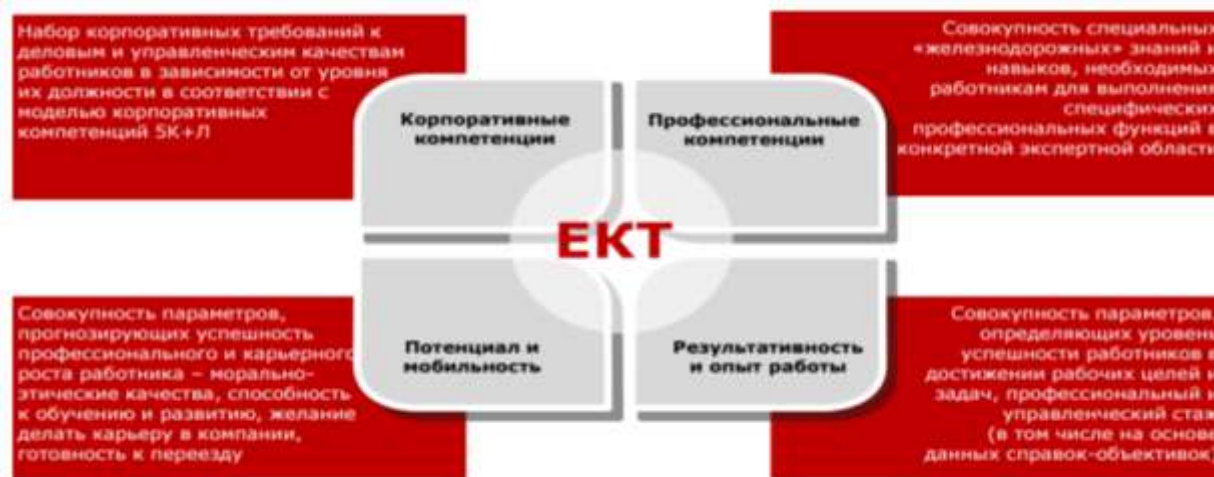 Набор корпоративных требований к
деловым и управленческим качествам
работников в зависимости от уровня
их должности в соответствии с
моделью корпоративных
компетенций 5К+Л
Совокупность специальных
«железнодорожных» знаний и
навыков, необходимых
работникам для выполнения
специфических
профессиональных функций в
конкретной экспертной области
Корпоративные
компетенции
Профессиональные
компетенции
ЕКТ
Потенциал и
мобильность
Результативность
и опыт работы
Совокупность параметров,
прогнозирующих успешность
профессионального и карьерного
роста работника – морально-
этические качества, способность
к обучению и развитию, желание
делать карьеру в компании,
готовность к переезду
Совокупность параметров,
определяющих уровень
успешности работников в
достижении рабочих целей и
задач, профессиональный и
управленческий стаж
(в том числе на основе
данных справок-объективок)